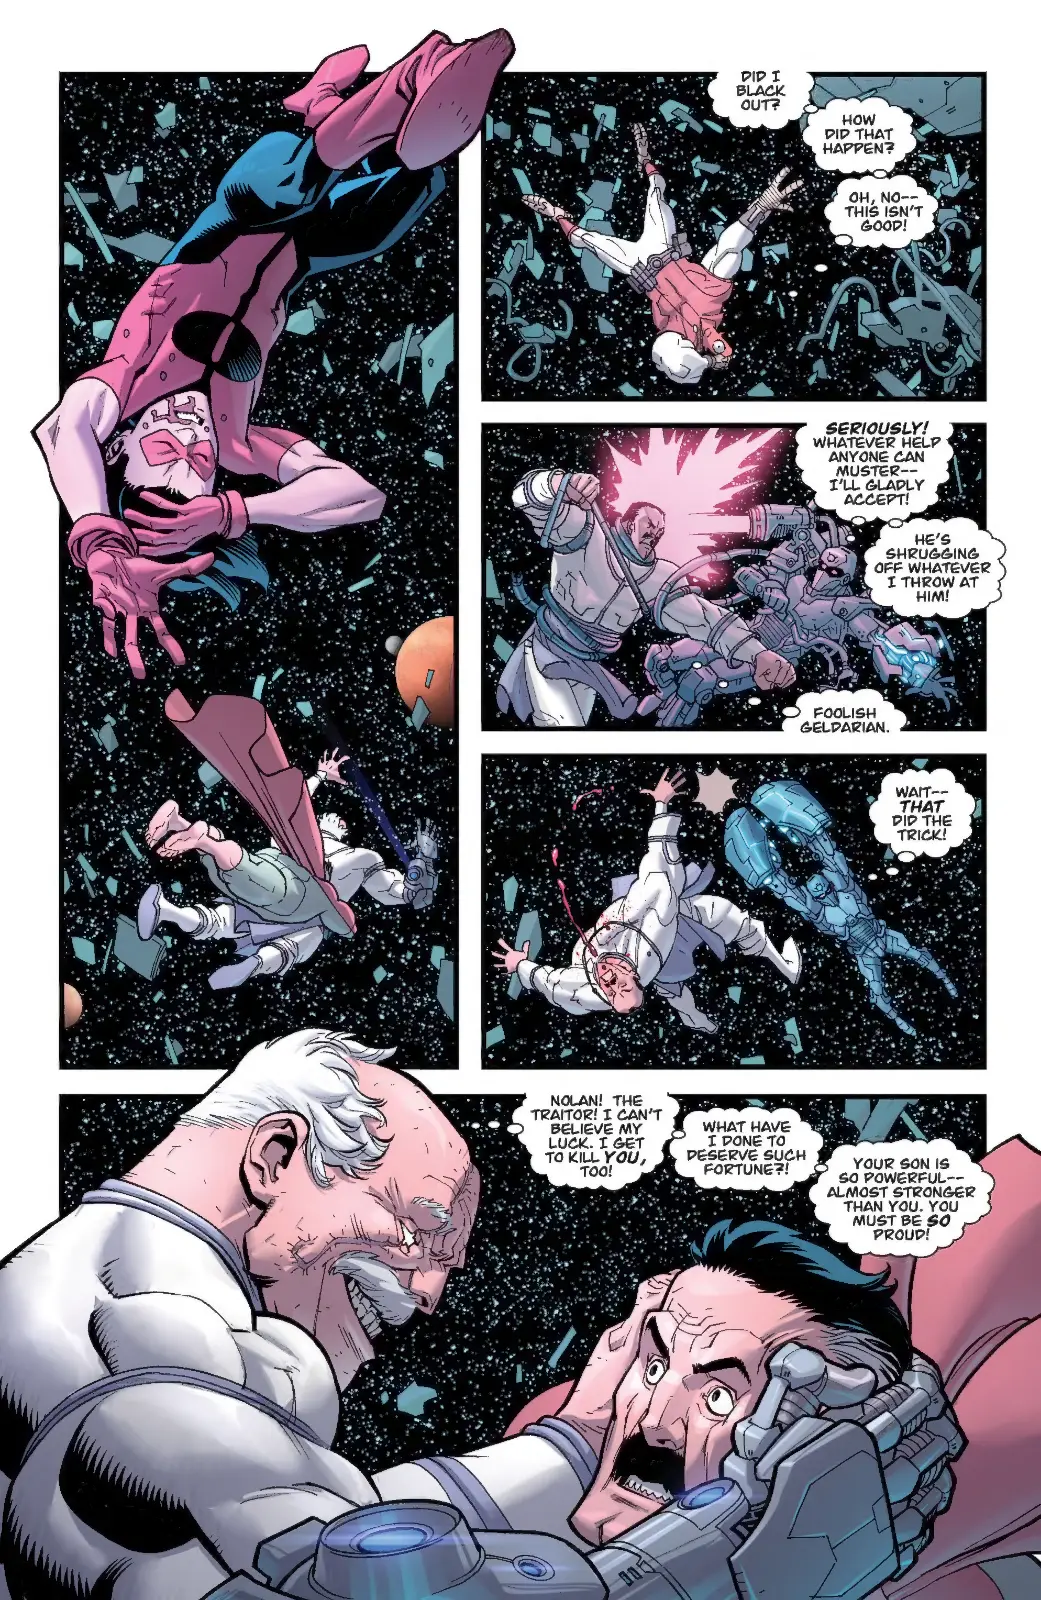 DID I
BLACK
OUT?
HOW
DID THAT
HAPPEN?
OH, NO--
THIS ISN'T
GOOD!
SERIOUSLY!
WHATEVER HELP
ANYONE CAN
MUSTER--
I'LL GLADLY
ACCEPT!
HE'S
SHRUGGING
OFF WHATEVER
I THROW AT
HIM!
FOOLISH
GELDARIAN.
WAIT--
THAT
DID THE
TRICK!
NOLAN! THE
TRAITOR! I CAN'T
BELIEVE MY
LUCK. I GET
TO KILL YOU,
TOO!
WHAT HAVE
I DONE TO
DESERVE SUCH
FORTUNE?!
YOUR SON IS
SO POWERFUL--
ALMOST STRONGER
THAN YOU. YOU
MUST BE SO
PROUD!